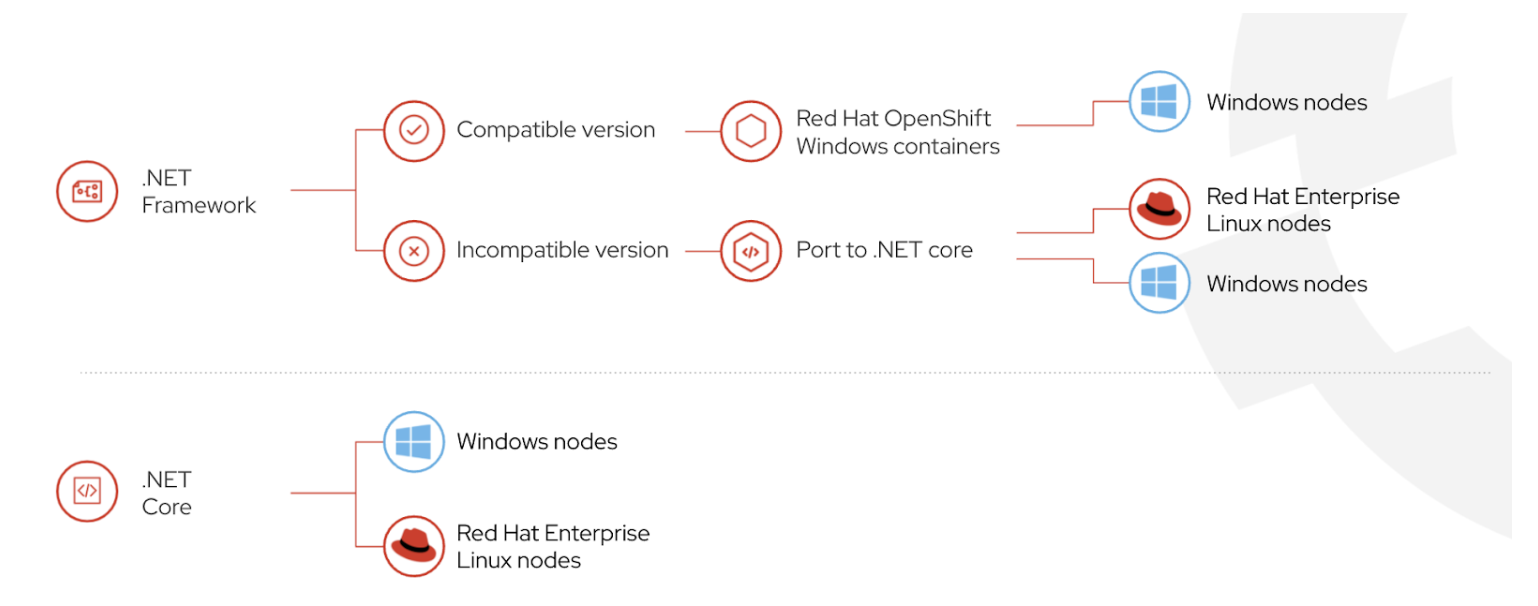 .NET
Framework
Compatible version
Red Hat OpenShift
Windows containers
Windows nodes
Incompatible version
Port to .NET core
Red Hat Enterprise
Linux nodes
Windows nodes
.NET
Core
Windows nodes
Red Hat Enterprise
Linux nodes